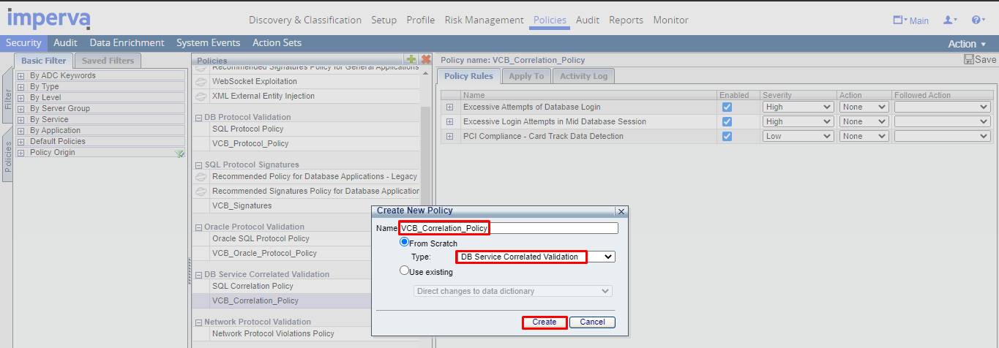 imperva
Discovery & Classification Setup Profile Risk Management Policies Audit Reports Monitor
Main
Security Audit Data Enrichment System Events Action Sets
Action
Filter
Policies
Basic Filter Saved Filters
By ADC Keywords
By Type
By Level
By Server Group
By Service
By Application
Default Policies
Policy Origin
Policies
Recommended Signatures Policy for General Applications
WebSocket Exploitation
XML External Entity Injection
DB Protocol Validation
SQL Protocol Policy
VCB_Protocol_Policy
SQL Protocol Signatures
Recommended Policy for Database Applications - Legacy
Recommended Signatures Policy for Database Application
VCB_Signatures
Oracle Protocol Validation
Oracle SQL Protocol Policy
VCB_Oracle_Protocol_Policy
DB Service Correlated Validation
SQL Correlation Policy
VCB_Correlation_Policy
Network Protocol Validation
Network Protocol Violations Policy
Policy name: VCB_Correlation_Policy
Save
Policy Rules Apply To Activity Log
Name Enabled Severity Action Followed Action
Excessive Attempts of Database Login High None
Excessive Login Attempts in Mid Database Session High None
PCI Compliance - Card Track Data Detection Low None
Create New Policy
Name VCB_Correlation_Policy
From Scratch
Type: DB Service Correlated Validation
Use existing
Direct changes to data dictionary
Create Cancel